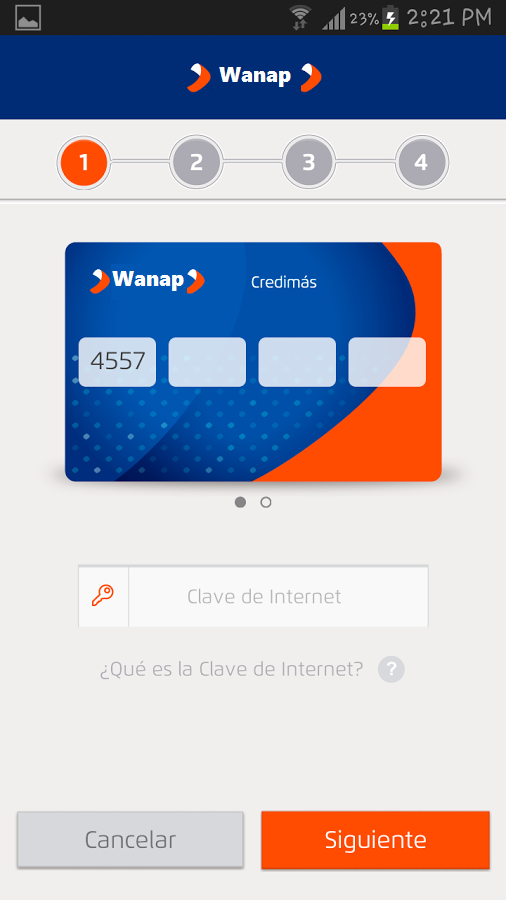 23% 2:21 PM
Wanap
1 2 3 4
Wanap Credimás
4557
Clave de Internet
¿Qué es la Clave de Internet? ?
Cancelar Siguiente